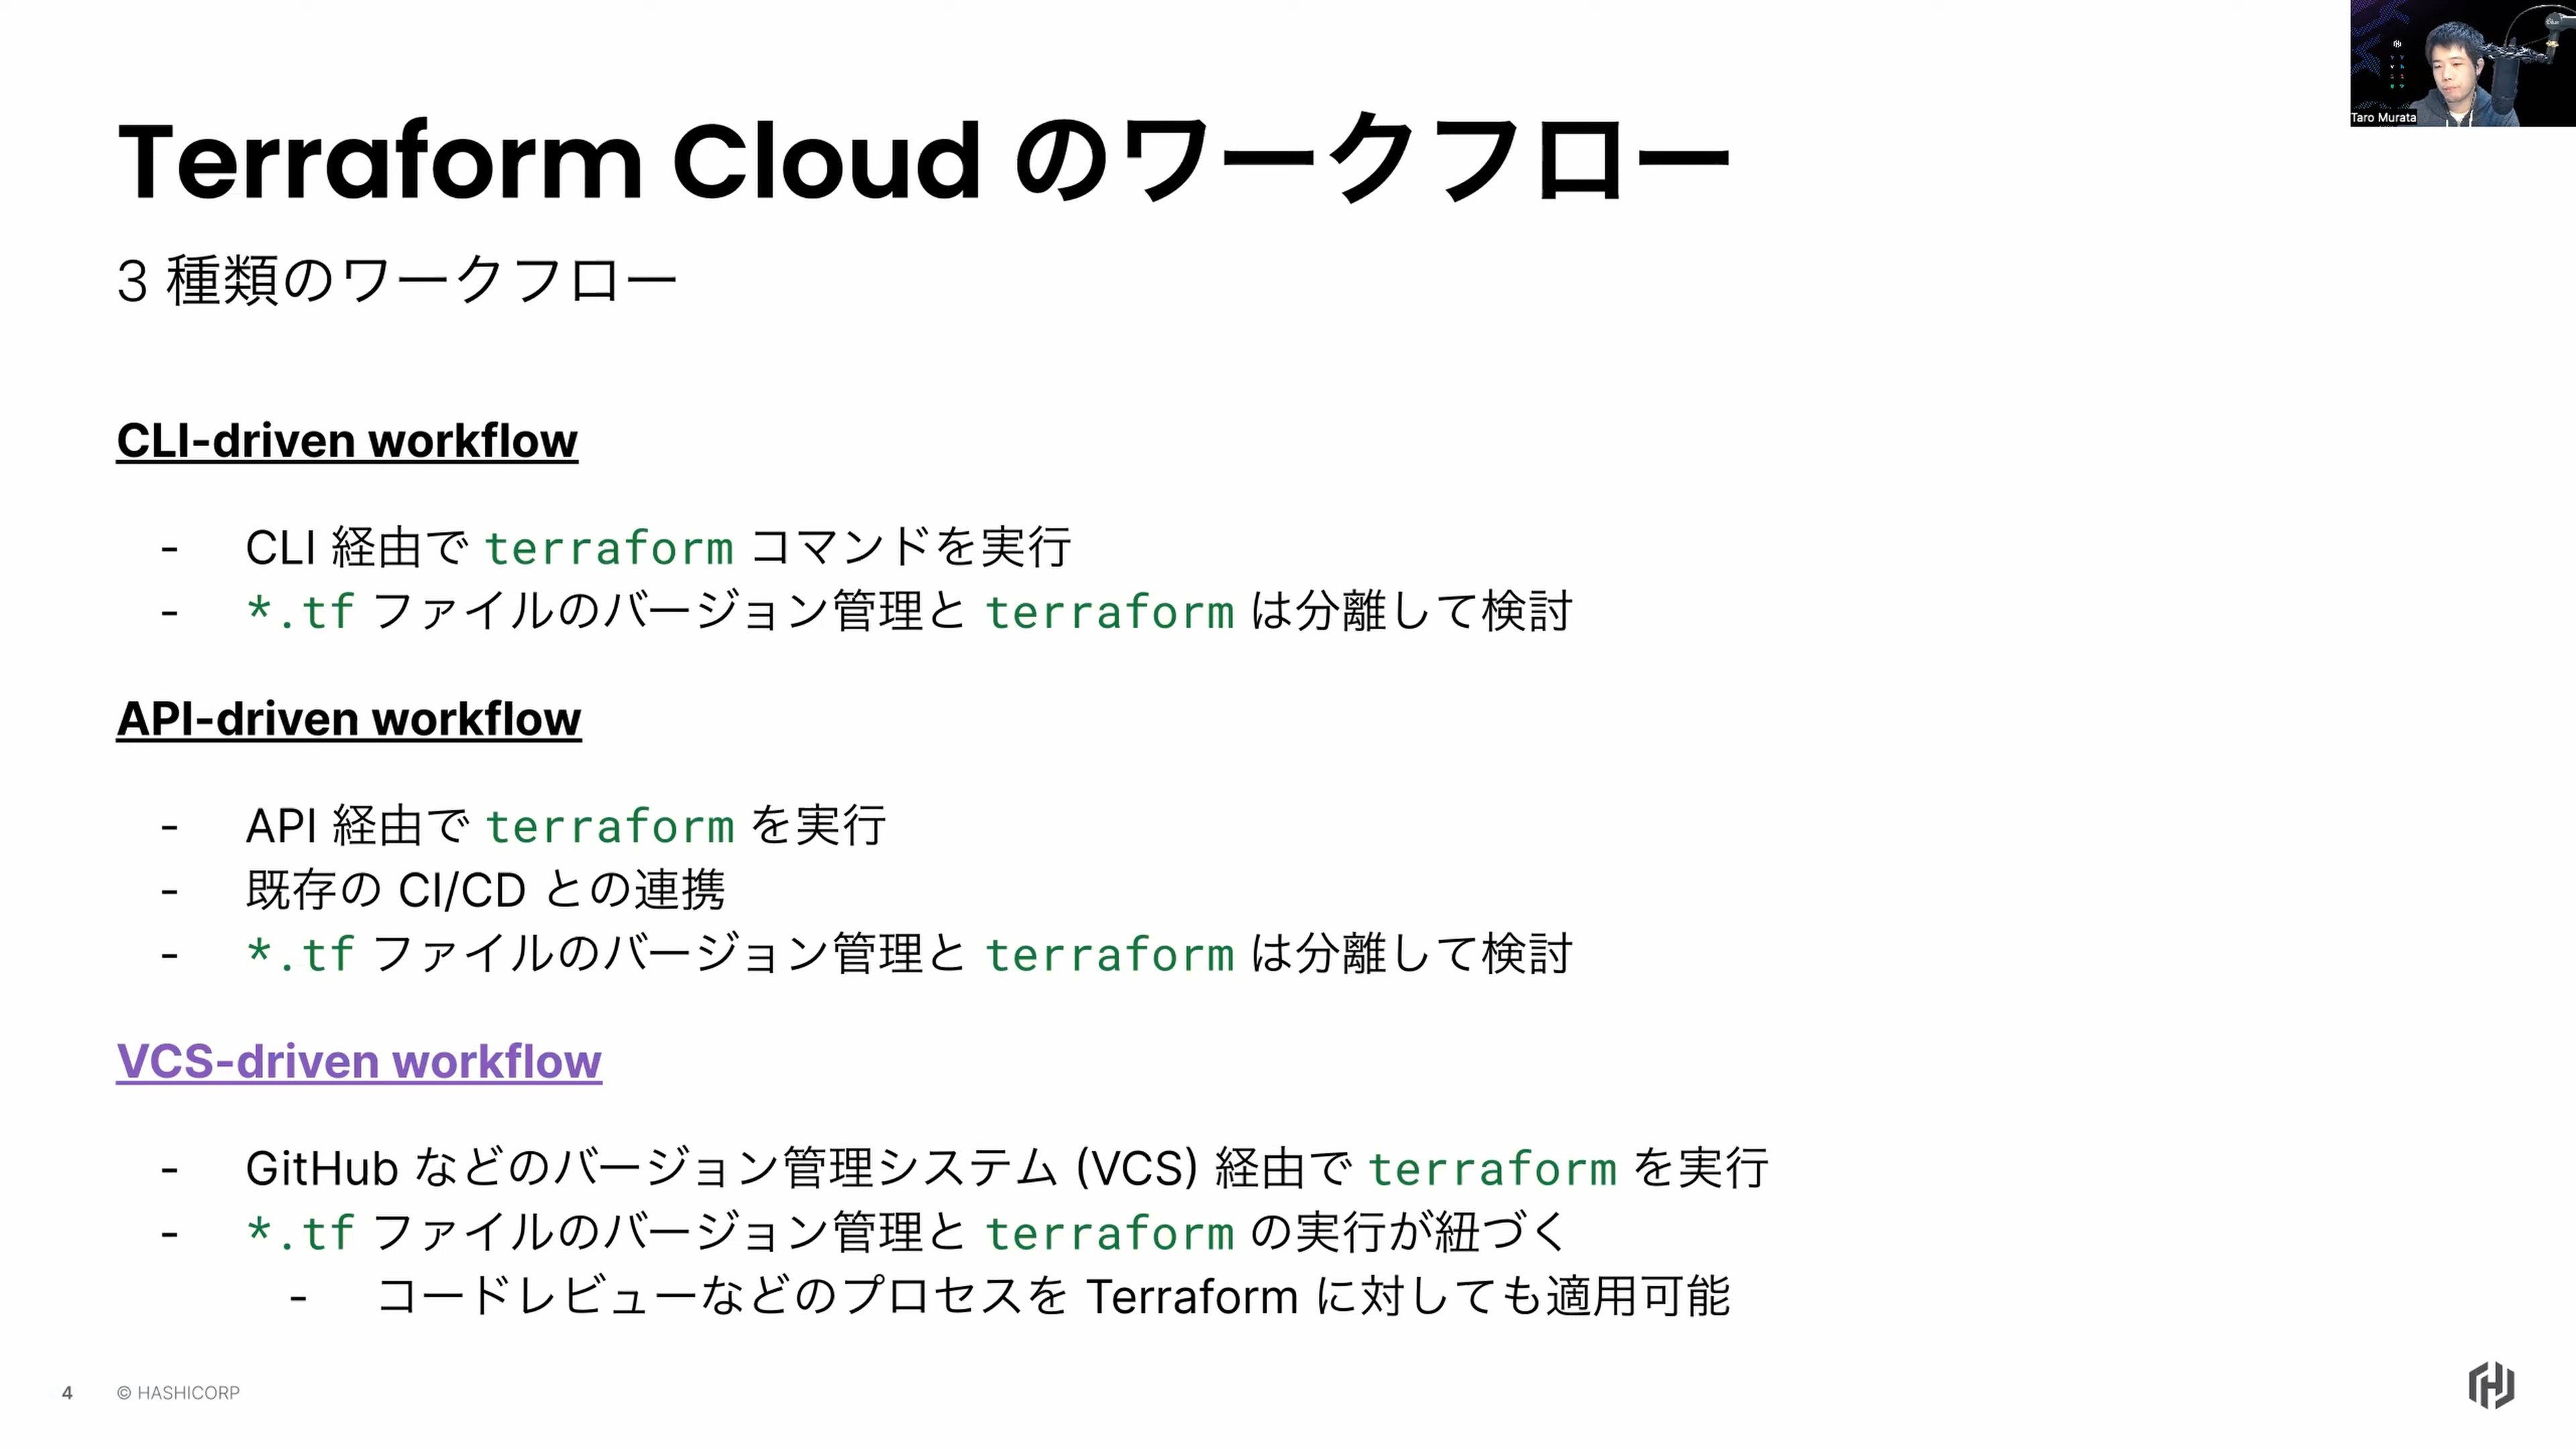 Taro Murata
Terraform Cloud のワークフロー
3 種類のワークフロー
CLI-driven workflow
- CLI 経由で terraform コマンドを実行
- *.tf ファイルのバージョン管理と terraform は分離して検討
API-driven workflow
- API 経由で terraform を実行
- 既存の CI/CD との連携
- *.tf ファイルのバージョン管理と terraform は分離して検討
VCS-driven workflow
- GitHub などのバージョン管理システム (VCS) 経由で terraform を実行
- *.tf ファイルのバージョン管理と terraform の実行が紐づく
- コードレビューなどのプロセスを Terraform に対しても適用可能
4 © HASHICORP